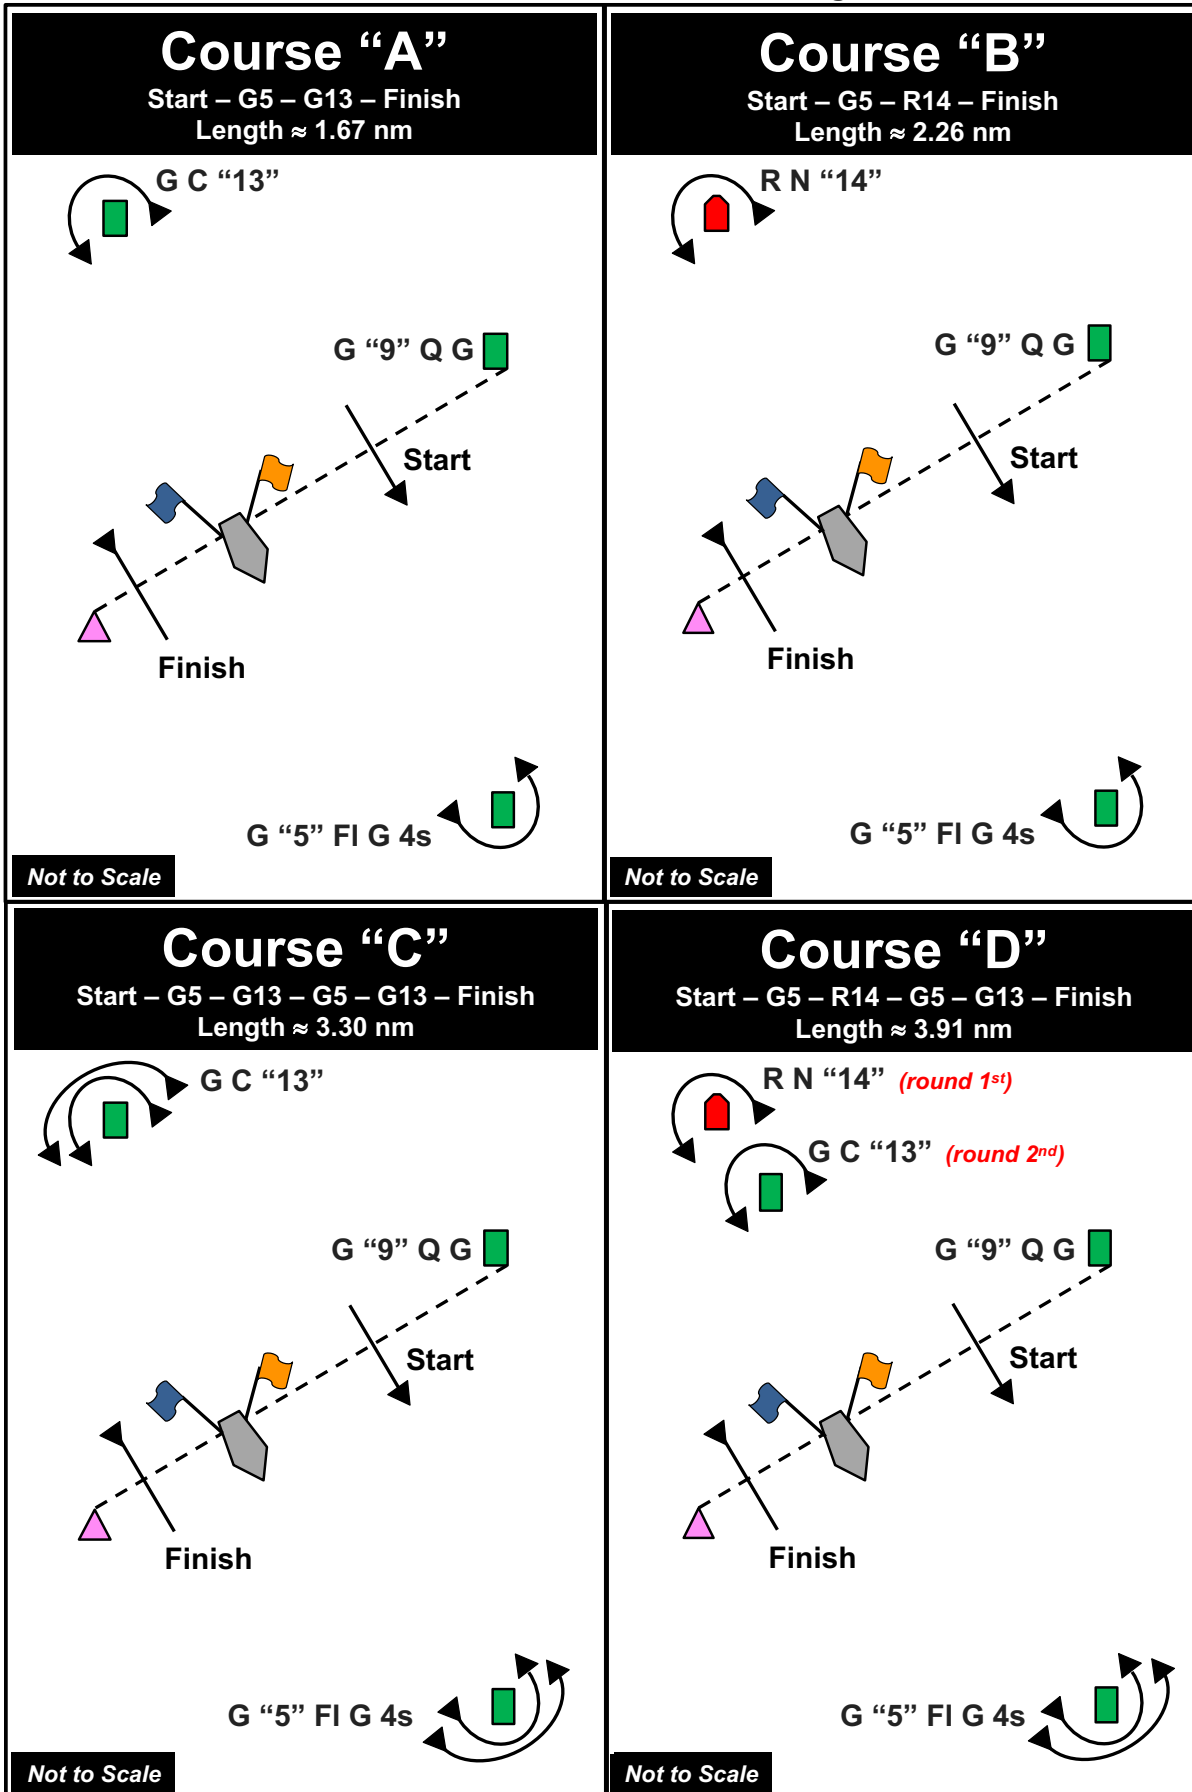 Course “A”
Start – G5 – G13 – Finish
Length ≈ 1.67 nm
G C “13”
G “9” Q G
Start
Finish
G “5” Fl G 4s
Not to Scale
Course “B”
Start – G5 – R14 – Finish
Length ≈ 2.26 nm
R N “14”
G “9” Q G
Start
Finish
G “5” Fl G 4s
Not to Scale
Course “C”
Start – G5 – G13 – G5 – G13 – Finish
Length ≈ 3.30 nm
G C “13”
G “9” Q G
Start
Finish
G “5” Fl G 4s
Not to Scale
Course “D”
Start – G5 – R14 – G5 – G13 – Finish
Length ≈ 3.91 nm
R N “14” (round 1st)
G C “13” (round 2nd)
G “9” Q G
Start
Finish
G “5” Fl G 4s
Not to Scale